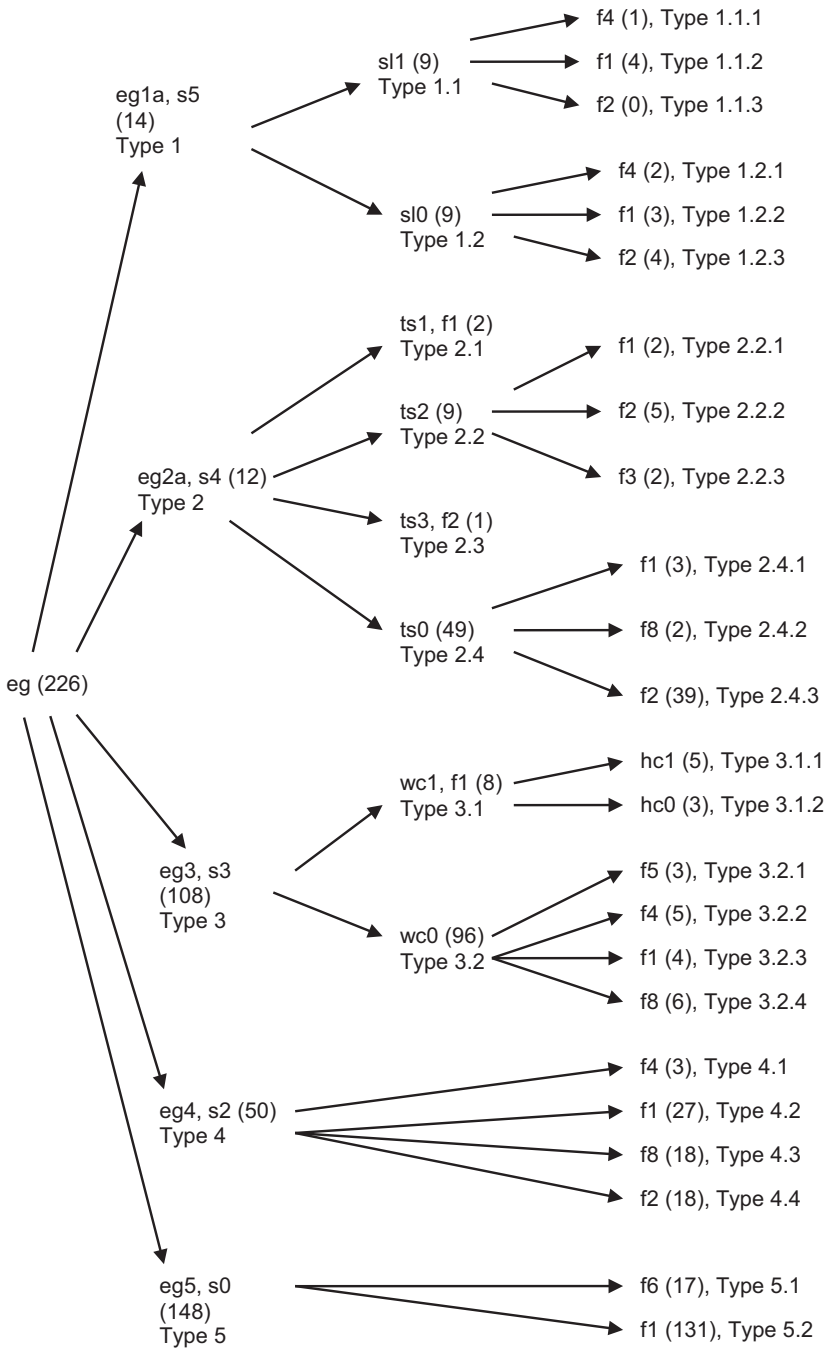 eg (226)
eg1a, s5
(14)
Type 1
sl1 (9)
Type 1.1
f4 (1), Type 1.1.1
f1 (4), Type 1.1.2
f2 (0), Type 1.1.3
sl0 (9)
Type 1.2
f4 (2), Type 1.2.1
f1 (3), Type 1.2.2
f2 (4), Type 1.2.3
eg2a, s4 (12)
Type 2
ts1, f1 (2)
Type 2.1
ts2 (9)
Type 2.2
f1 (2), Type 2.2.1
f2 (5), Type 2.2.2
f3 (2), Type 2.2.3
ts3, f2 (1)
Type 2.3
ts0 (49)
Type 2.4
f1 (3), Type 2.4.1
f8 (2), Type 2.4.2
f2 (39), Type 2.4.3
eg3, s3
(108)
Type 3
wc1, f1 (8)
Type 3.1
hc1 (5), Type 3.1.1
hc0 (3), Type 3.1.2
wc0 (96)
Type 3.2
f5 (3), Type 3.2.1
f4 (5), Type 3.2.2
f1 (4), Type 3.2.3
f8 (6), Type 3.2.4
eg4, s2 (50)
Type 4
f4 (3), Type 4.1
f1 (27), Type 4.2
f8 (18), Type 4.3
f2 (18), Type 4.4
eg5, s0
(148)
Type 5
f6 (17), Type 5.1
f1 (131), Type 5.2